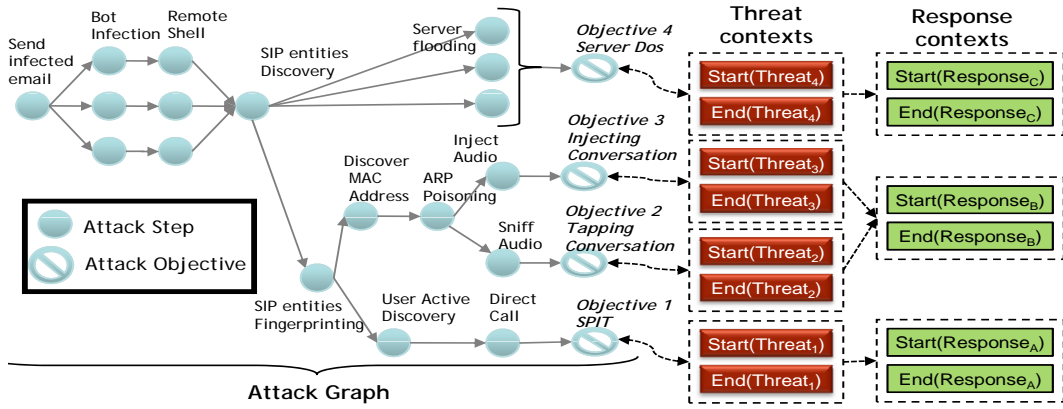 Send
infected
email
Bot
Infection
Remote
Shell
SIP entities
Discovery
Server
flooding
Objective 4
Server Dos
Discover
MAC
Address
ARP
Poisoning
Inject
Audio
Objective 3
Injecting
Conversation
Sniff
Audio
Objective 2
Tapping
Conversation
SIP entities
Fingerprinting
User Active
Discovery
Direct
Call
Objective 1
SPIT
Attack Step
Attack Objective
Attack Graph
Threat
contexts
Start(Threat4)
End(Threat4)
Start(Threat3)
End(Threat3)
Start(Threat2)
End(Threat2)
Start(Threat1)
End(Threat1)
Response
contexts
Start(ResponseC)
End(ResponseC)
Start(ResponseB)
End(ResponseB)
Start(ResponseA)
End(ResponseA)